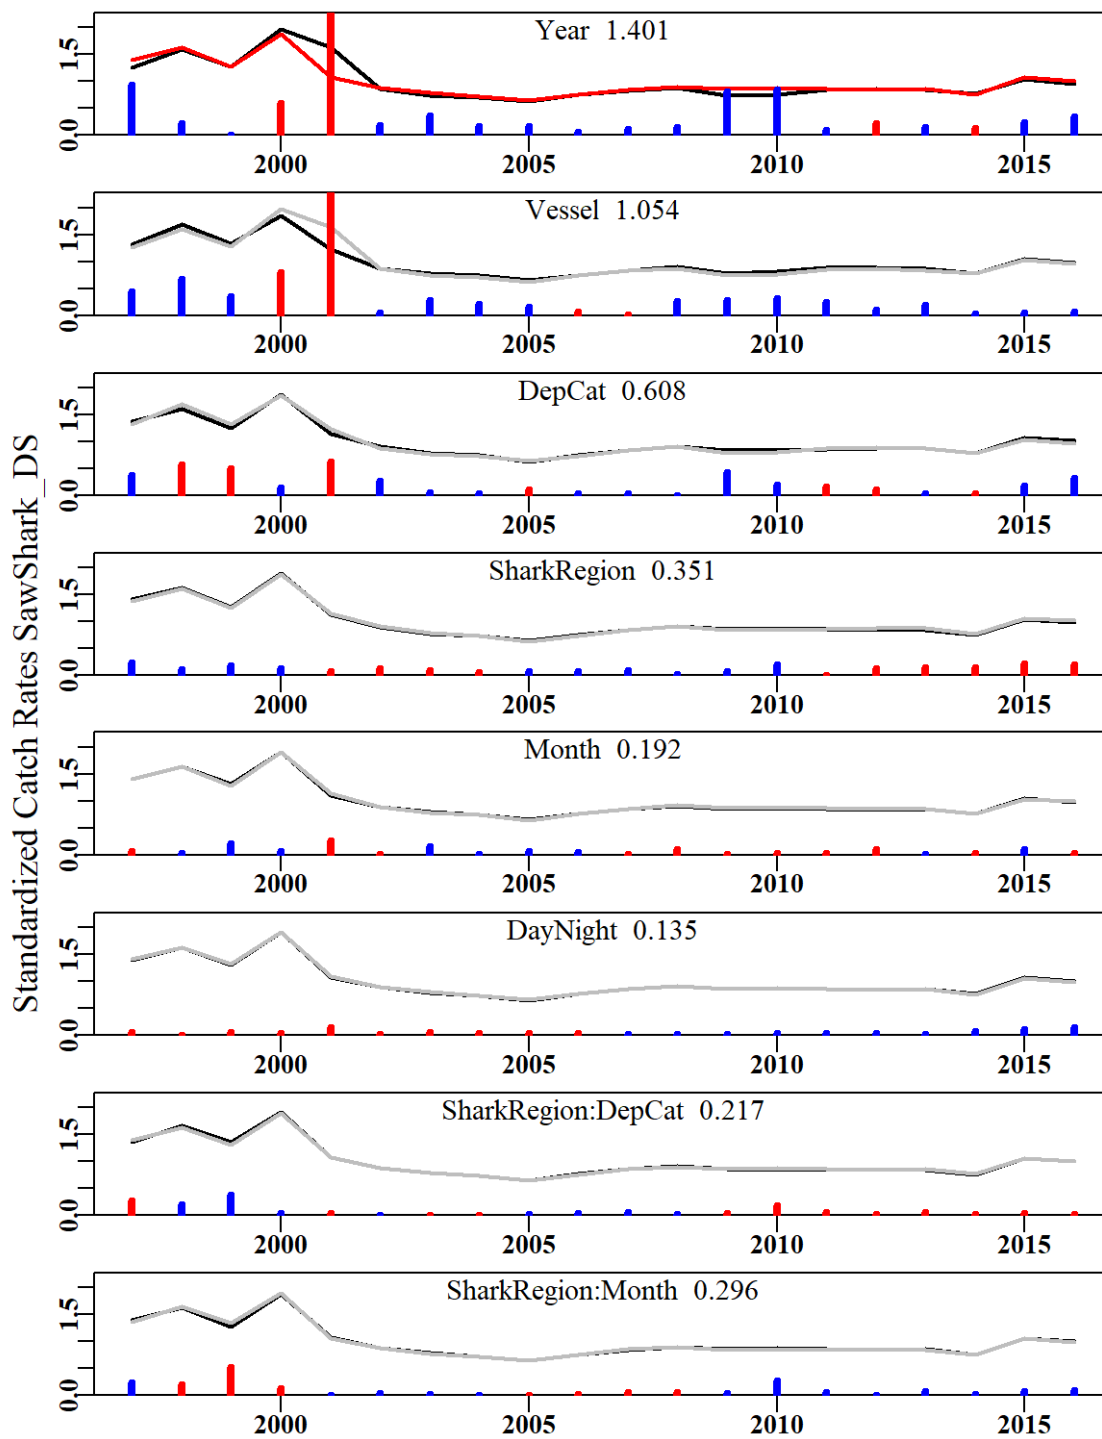 Standardized Catch Rates SawShark_DS
Year 1.401
1.5
0.0
2000 2005 2010 2015
Vessel 1.054
1.5
0.0
2000 2005 2010 2015
DepCat 0.608
1.5
0.0
2000 2005 2010 2015
SharkRegion 0.351
1.5
0.0
2000 2005 2010 2015
Month 0.192
1.5
0.0
2000 2005 2010 2015
DayNight 0.135
1.5
0.0
2000 2005 2010 2015
SharkRegion:DepCat 0.217
1.5
0.0
2000 2005 2010 2015
SharkRegion:Month 0.296
1.5
0.0
2000 2005 2010 2015